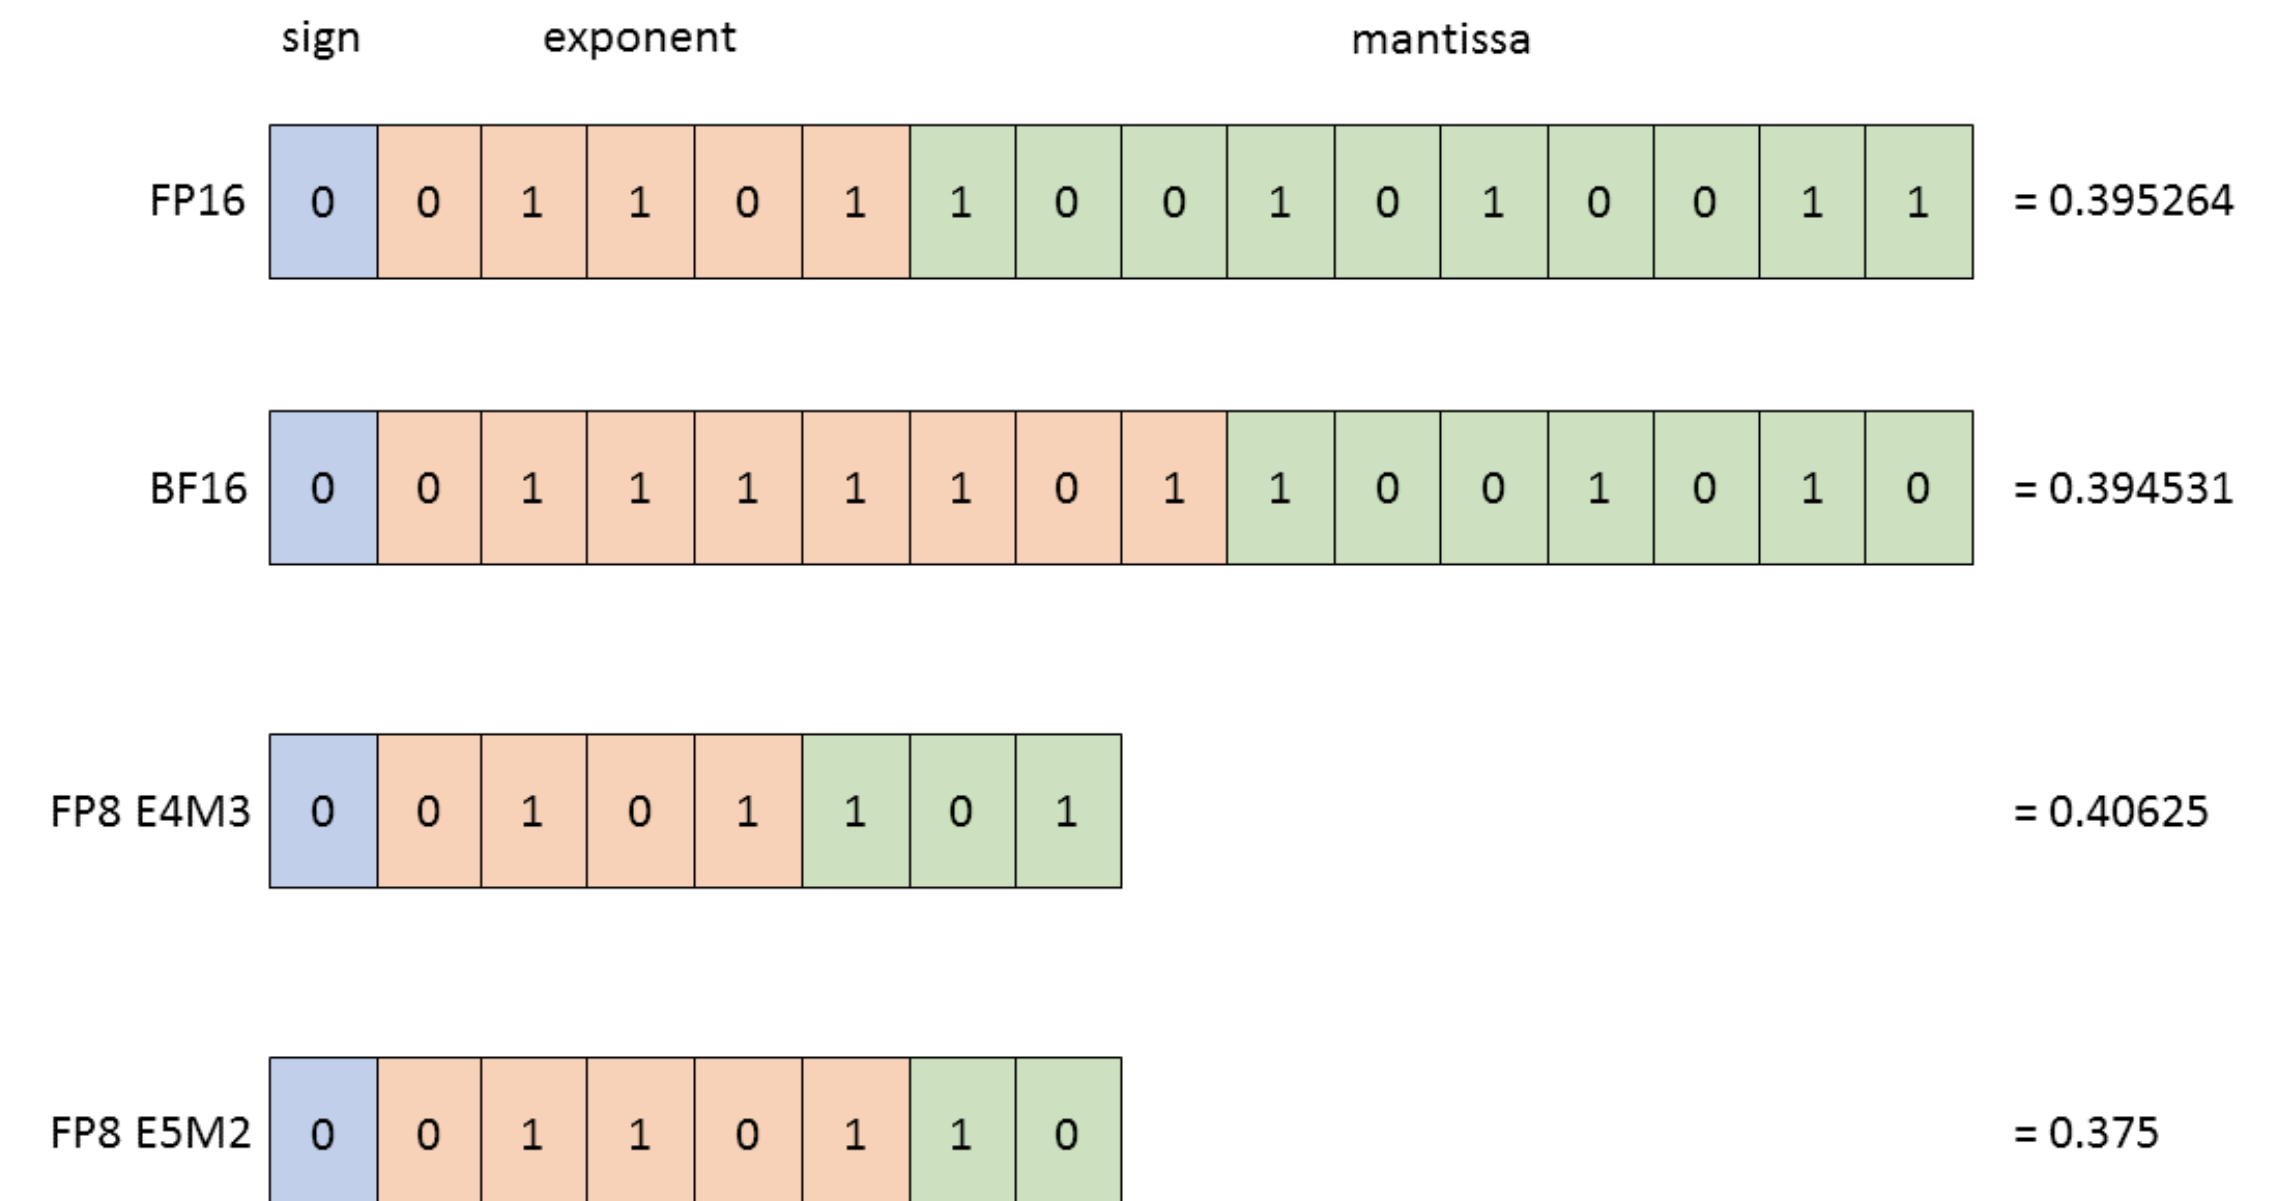 sign exponent mantissa
FP16 0 0 1 1 0 1 1 0 0 1 0 1 0 0 1 1 = 0.395264
BF16 0 0 1 1 1 1 1 0 1 1 0 0 1 0 1 0 = 0.394531
FP8 E4M3 0 0 1 0 1 1 0 1 = 0.40625
FP8 E5M2 0 0 1 1 0 1 1 0 = 0.375